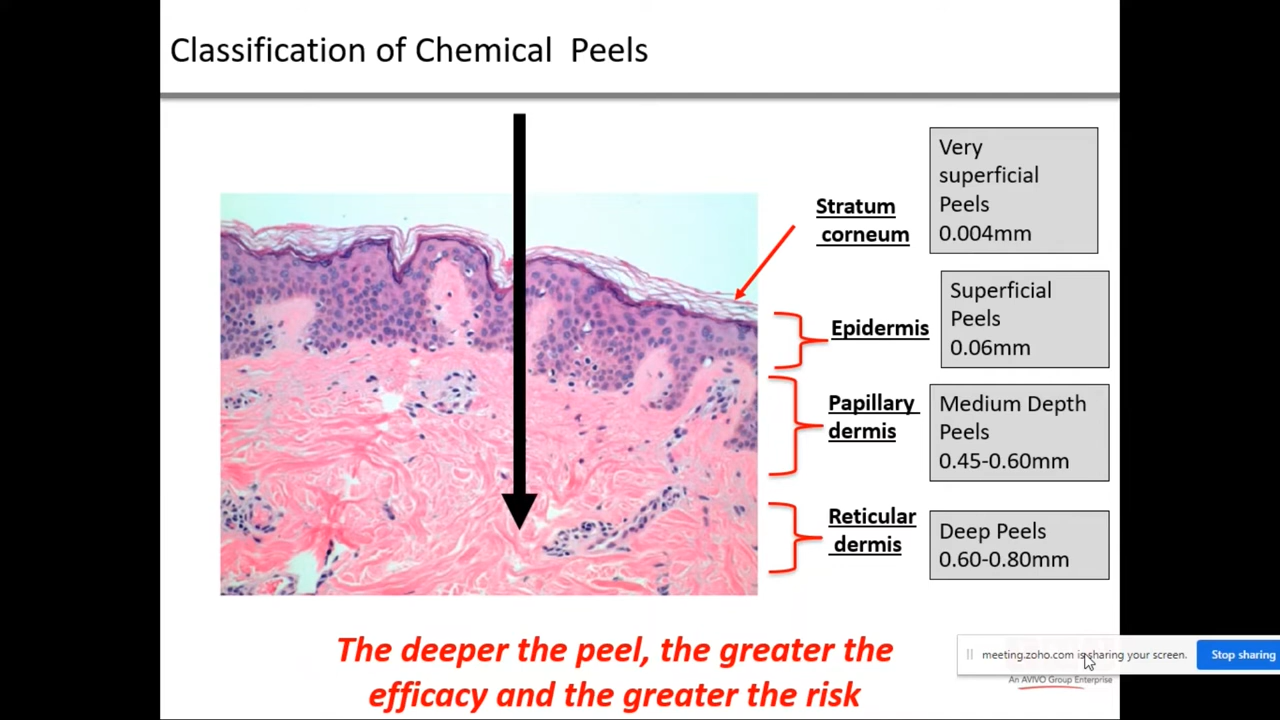 Classification of Chemical Peels
Stratum
corneum
Very
superficial
Peels
0.004mm
Epidermis
Superficial
Peels
0.06mm
Papillary
dermis
Medium Depth
Peels
0.45-0.60mm
Reticular
dermis
Deep Peels
0.60-0.80mm
The deeper the peel, the greater the
efficacy and the greater the risk
meeting.zoho.com is sharing your screen.
Stop sharing
An AVIVO Group Enterprise